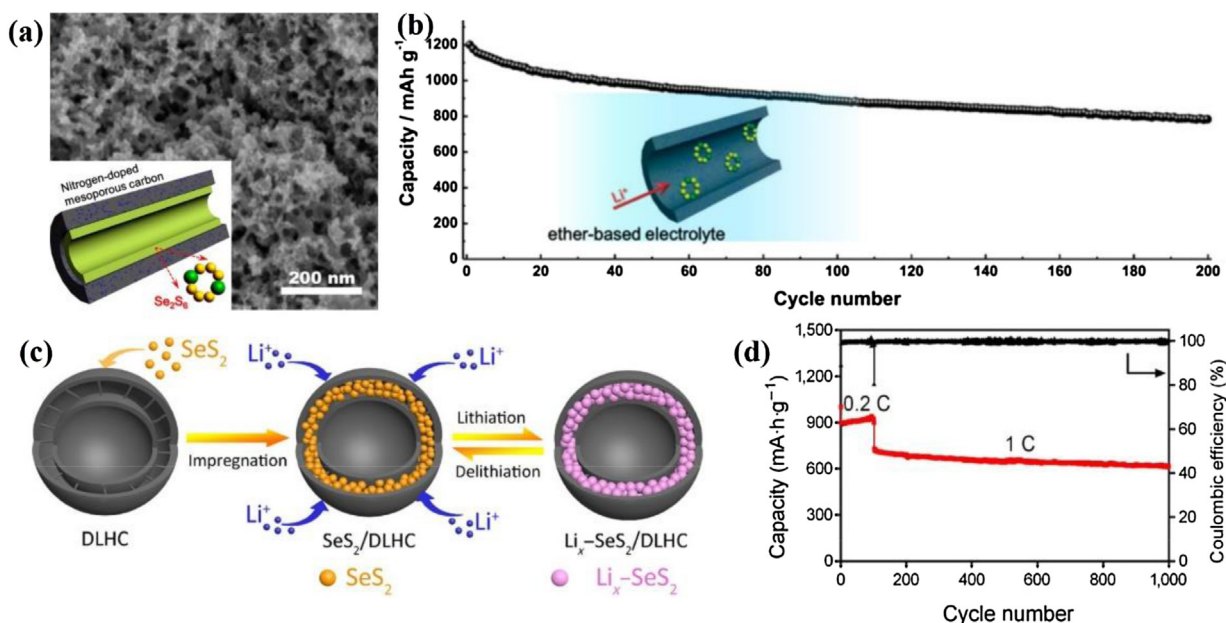 (a)
Nitrogen-doped
mesoporous carbon
Se₂S₆
200 nm
(b)
Capacity / mAh g⁻¹
1200
1000
800
600
400
200
0
Li⁺
ether-based electrolyte
0 20 40 60 80 100 120 140 160 180 200
Cycle number
(c)
SeS₂
Li⁺ Li⁺
Impregnation
Lithiation
Delithiation
Li⁺ Li⁺
DLHC
SeS₂/DLHC
Liₓ–SeS₂/DLHC
SeS₂
Liₓ–SeS₂
(d)
Capacity (mA·h·g⁻¹)
1,500
1,200
900
600
300
0
0.2 C
1 C
100
80
60
40
20
0
Coulombic efficiency (%)
0 200 400 600 800 1,000
Cycle number